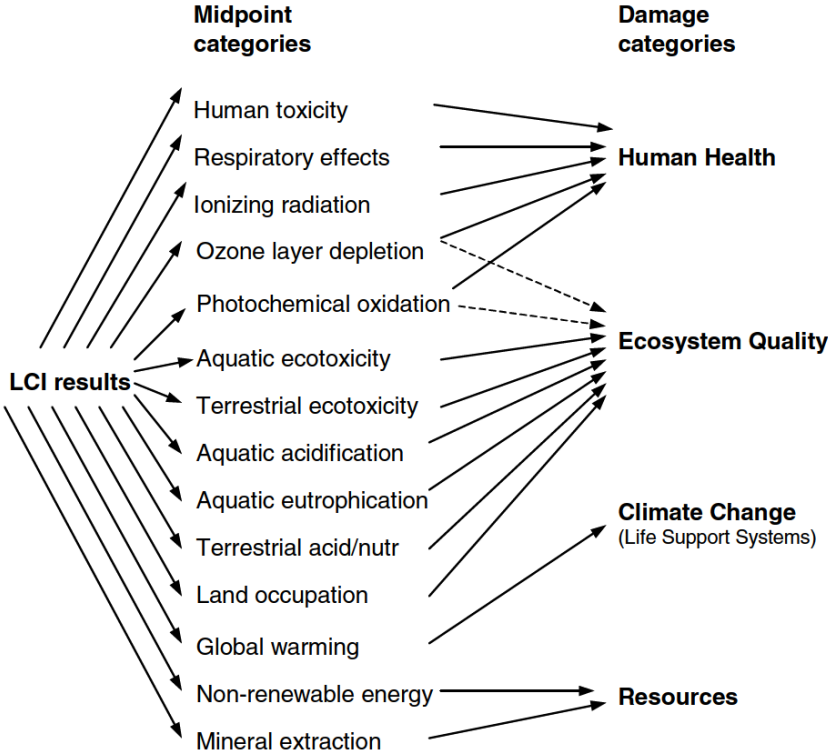 Midpoint
categories
Damage
categories
Human toxicity
Respiratory effects
Human Health
Ionizing radiation
Ozone layer depletion
Photochemical oxidation
Ecosystem Quality
Aquatic ecotoxicity
LCI results
Terrestrial ecotoxicity
Aquatic acidification
Aquatic eutrophication
Climate Change
(Life Support Systems)
Terrestrial acid/nutr
Land occupation
Global warming
Non-renewable energy
Resources
Mineral extraction